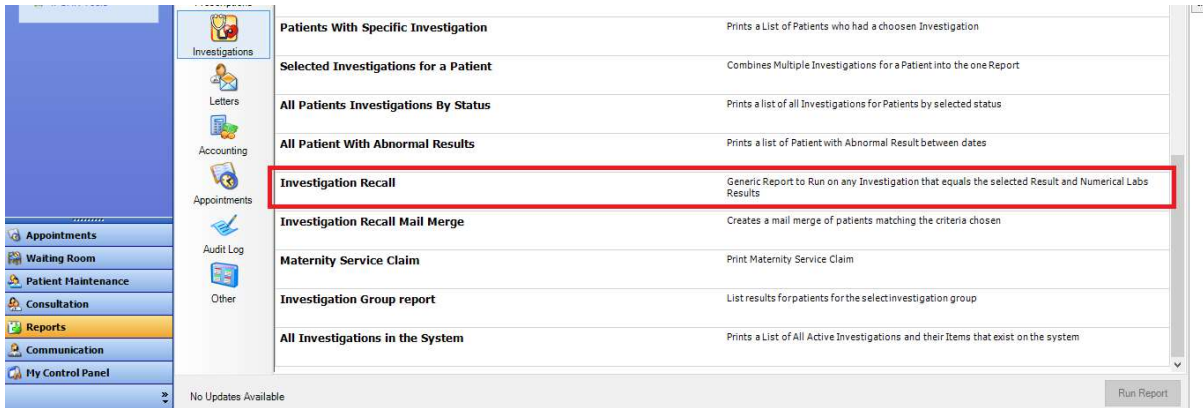 Investigations
Letters
Accounting
Appointments
Audit Log
Other
Patients With Specific Investigation
Prints a List of Patients who had a choosen Investigation
Selected Investigations for a Patient
Combines Multiple Investigations for a Patient into the one Report
All Patients Investigations By Status
Prints a list of all Investigations for Patients by selected status
All Patient With Abnormal Results
Prints a list of Patient with Abnormal Result between dates
Investigation Recall
Generic Report to Run on any Investigation that equals the selected Result and Numerical Labs
Results
Investigation Recall Mail Merge
Creates a mail merge of patients matching the criteria chosen
Maternity Service Claim
Print Maternity Service Claim
Investigation Group report
List results for patients for the select investigation group
All Investigations in the System
Prints a List of All Active Investigations and their Items that exist on the system
Appointments
Waiting Room
Patient Maintenance
Consultation
Reports
Communication
My Control Panel
No Updates Available
Run Report